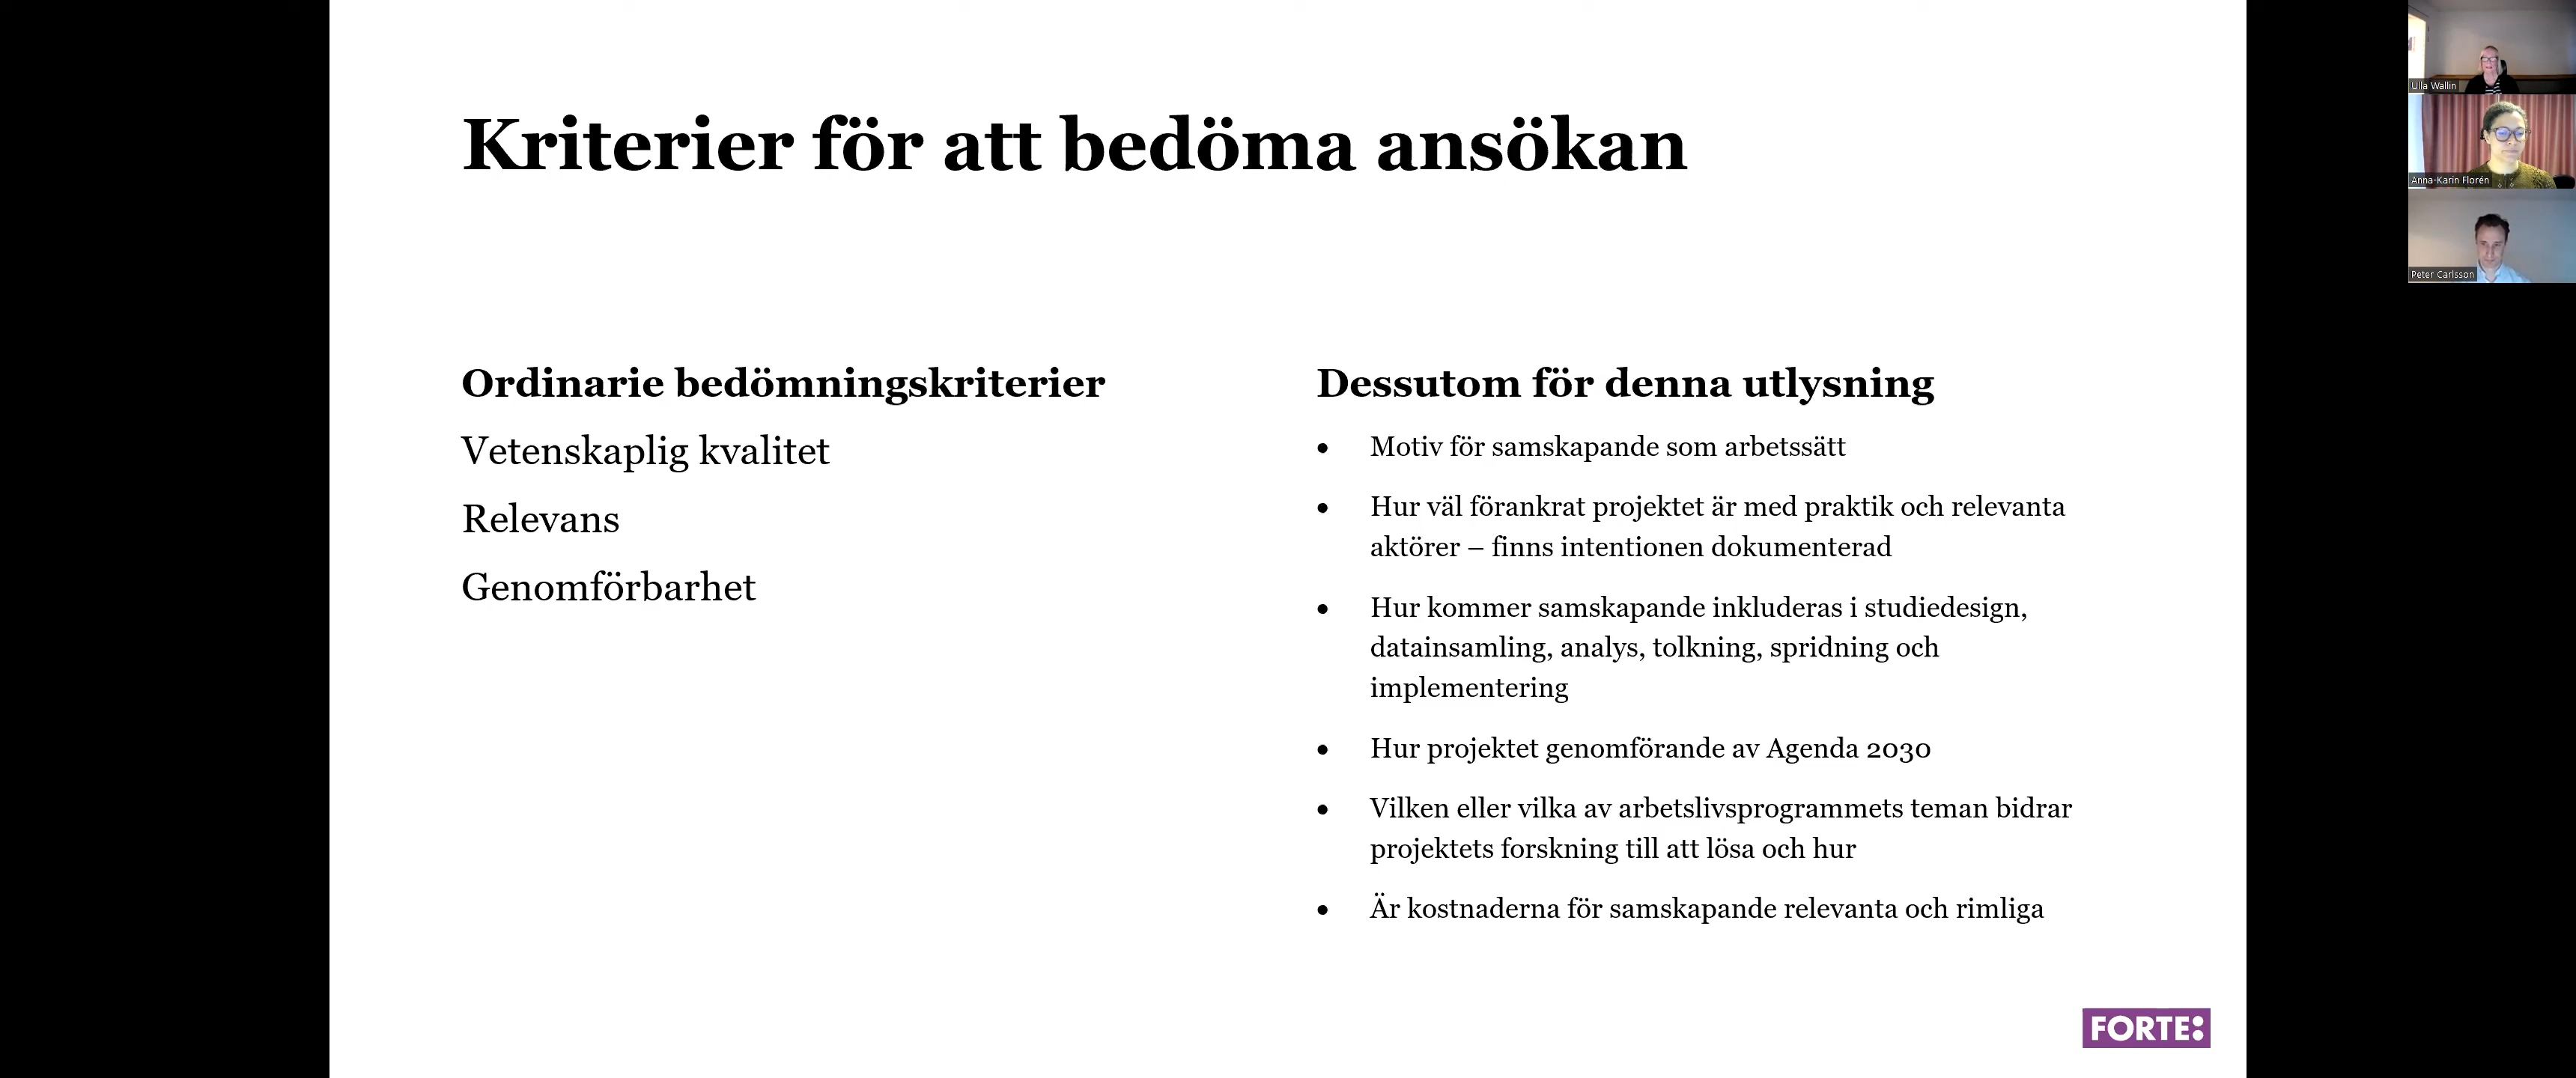 Kriterier för att bedöma ansökan
Ordinarie bedömningskriterier
Vetenskaplig kvalitet
Relevans
Genomförbarhet
Dessutom för denna utlysning
• Motiv för samskapande som arbetssätt
• Hur väl förankrat projektet är med praktik och relevanta
aktörer – finns intentionen dokumenterad
• Hur kommer samskapande inkluderas i studiedesign,
datainsamling, analys, tolkning, spridning och
implementering
• Hur projektet genomförande av Agenda 2030
• Vilken eller vilka av arbetslivsprogrammets teman bidrar
projektets forskning till att lösa och hur
• Är kostnaderna för samskapande relevanta och rimliga
FORTE:
Ulla Wallin
Anna-Karin Florén
Peter Carlsson